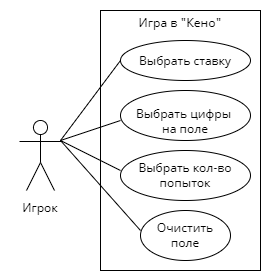 Игра в "Кено"
Выбрать ставку
Выбрать цифры
на поле
Выбрать кол-во
попыток
Очистить
поле
Игрок